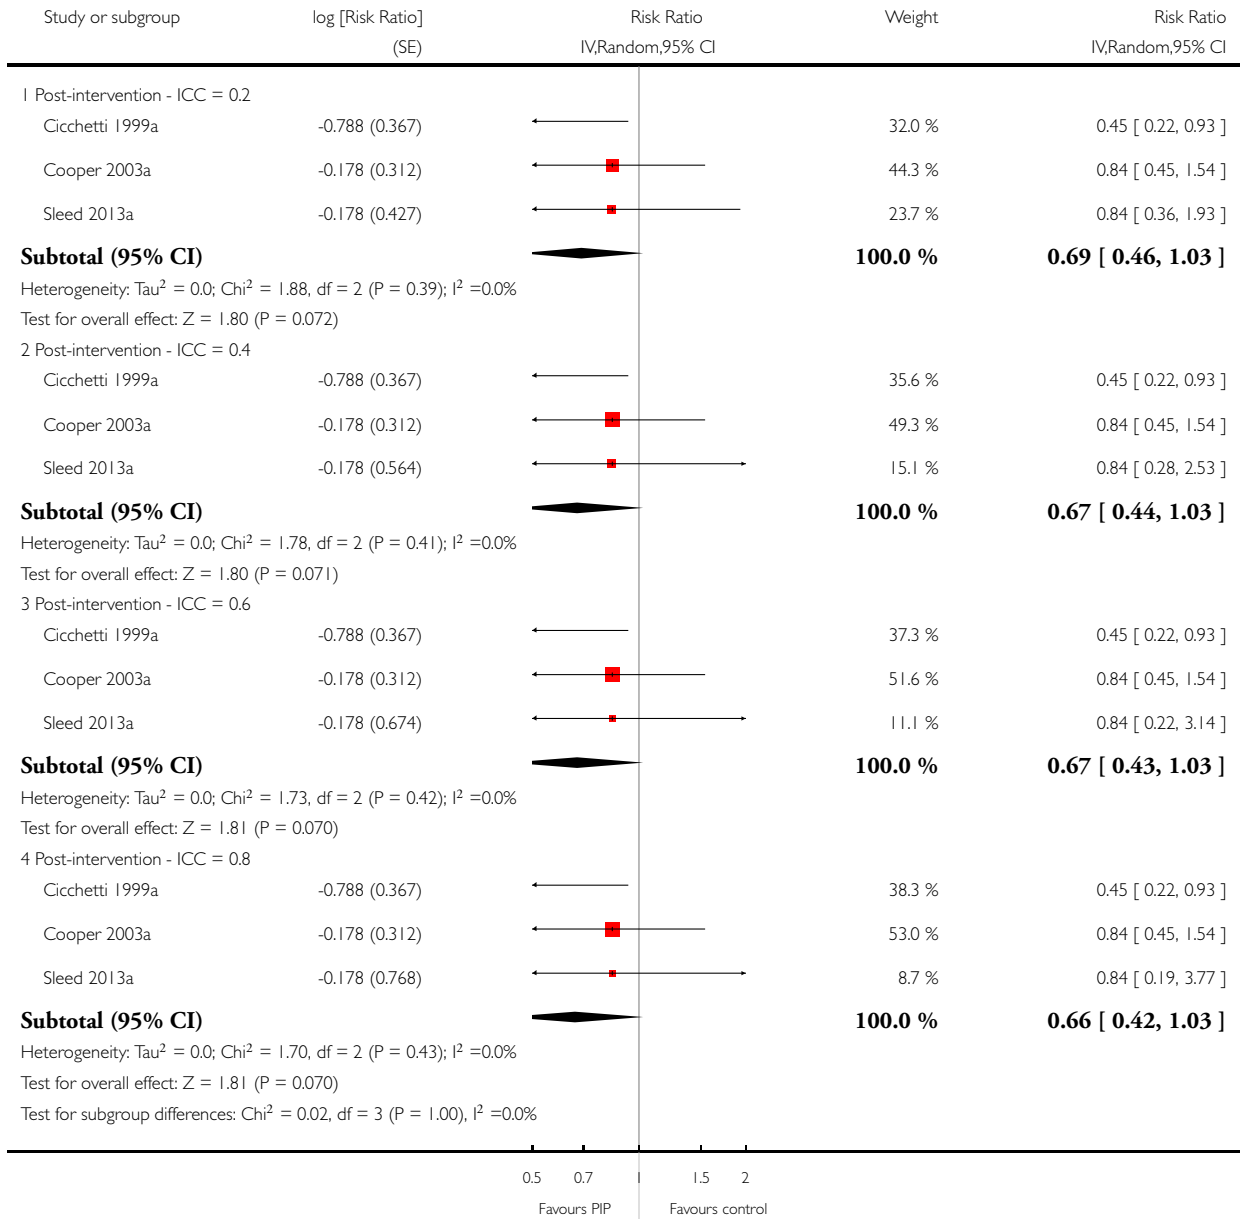 Study or subgroup log [Risk Ratio] Risk Ratio Weight Risk Ratio
(SE) IV,Random,95% CI IV,Random,95% CI
1 Post-intervention - ICC = 0.2
Cicchetti 1999a -0.788 (0.367) 32.0 % 0.45 [ 0.22, 0.93 ]
Cooper 2003a -0.178 (0.312) 44.3 % 0.84 [ 0.45, 1.54 ]
Sleed 2013a -0.178 (0.427) 23.7 % 0.84 [ 0.36, 1.93 ]
Subtotal (95% CI) 100.0 % 0.69 [ 0.46, 1.03 ]
Heterogeneity: Tau² = 0.0; Chi² = 1.88, df = 2 (P = 0.39); I² =0.0%
Test for overall effect: Z = 1.80 (P = 0.072)
2 Post-intervention - ICC = 0.4
Cicchetti 1999a -0.788 (0.367) 35.6 % 0.45 [ 0.22, 0.93 ]
Cooper 2003a -0.178 (0.312) 49.3 % 0.84 [ 0.45, 1.54 ]
Sleed 2013a -0.178 (0.564) 15.1 % 0.84 [ 0.28, 2.53 ]
Subtotal (95% CI) 100.0 % 0.67 [ 0.44, 1.03 ]
Heterogeneity: Tau² = 0.0; Chi² = 1.78, df = 2 (P = 0.41); I² =0.0%
Test for overall effect: Z = 1.80 (P = 0.071)
3 Post-intervention - ICC = 0.6
Cicchetti 1999a -0.788 (0.367) 37.3 % 0.45 [ 0.22, 0.93 ]
Cooper 2003a -0.178 (0.312) 51.6 % 0.84 [ 0.45, 1.54 ]
Sleed 2013a -0.178 (0.674) 11.1 % 0.84 [ 0.22, 3.14 ]
Subtotal (95% CI) 100.0 % 0.67 [ 0.43, 1.03 ]
Heterogeneity: Tau² = 0.0; Chi² = 1.73, df = 2 (P = 0.42); I² =0.0%
Test for overall effect: Z = 1.81 (P = 0.070)
4 Post-intervention - ICC = 0.8
Cicchetti 1999a -0.788 (0.367) 38.3 % 0.45 [ 0.22, 0.93 ]
Cooper 2003a -0.178 (0.312) 53.0 % 0.84 [ 0.45, 1.54 ]
Sleed 2013a -0.178 (0.768) 8.7 % 0.84 [ 0.19, 3.77 ]
Subtotal (95% CI) 100.0 % 0.66 [ 0.42, 1.03 ]
Heterogeneity: Tau² = 0.0; Chi² = 1.70, df = 2 (P = 0.43); I² =0.0%
Test for overall effect: Z = 1.81 (P = 0.070)
Test for subgroup differences: Chi² = 0.02, df = 3 (P = 1.00), I² =0.0%
0.5 0.7 1 1.5 2
Favours PIP Favours control